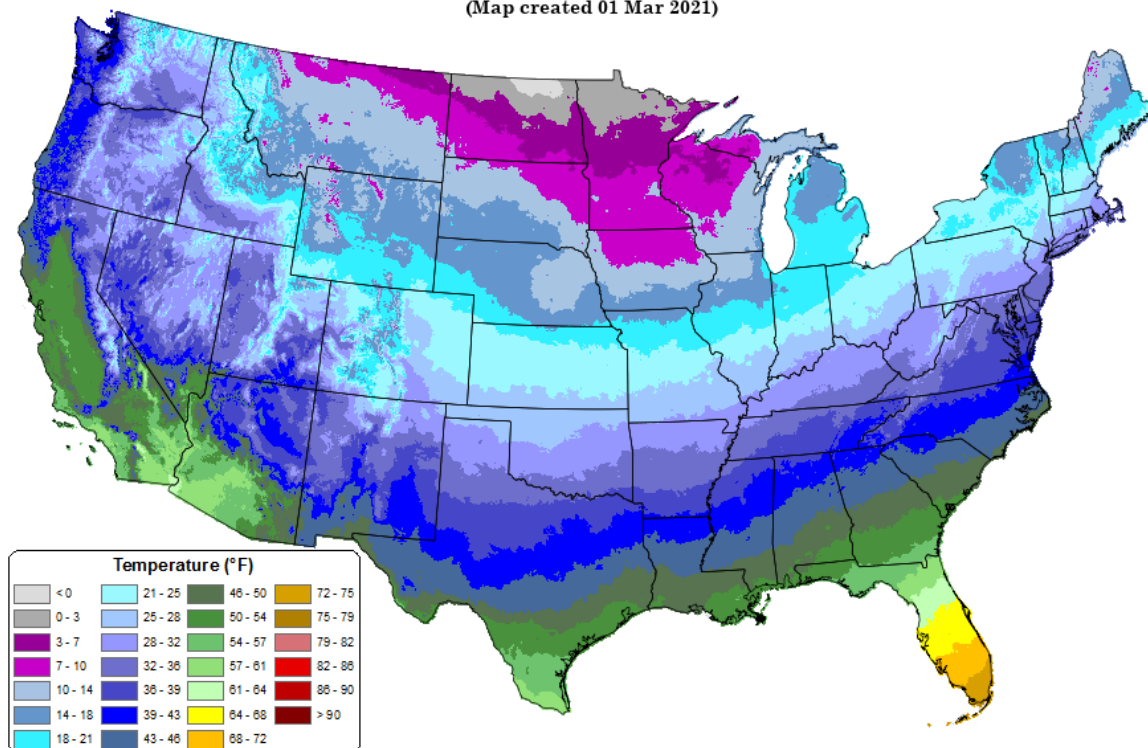 (Map created 01 Mar 2021)
Temperature (°F)
< 0
0 - 3
3 - 7
7 - 10
10 - 14
14 - 18
18 - 21
21 - 25
25 - 28
28 - 32
32 - 36
36 - 39
39 - 43
43 - 46
46 - 50
50 - 54
54 - 57
57 - 61
61 - 64
64 - 68
68 - 72
72 - 75
75 - 79
79 - 82
82 - 86
86 - 90
> 90